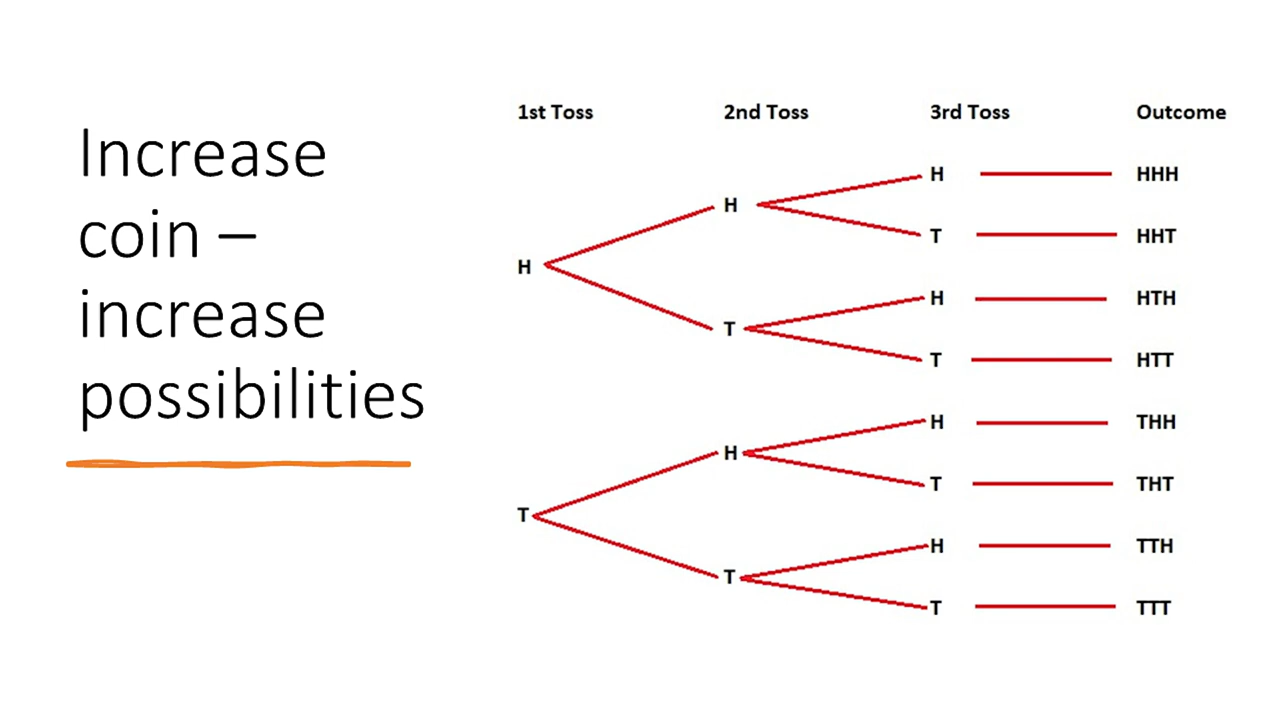 Increase
coin –
increase
possibilities
1st Toss 2nd Toss 3rd Toss Outcome
H HHH
H
T HHT
H
H HTH
T
T HTT
H THH
H
T THT
T
H TTH
T
T TTT